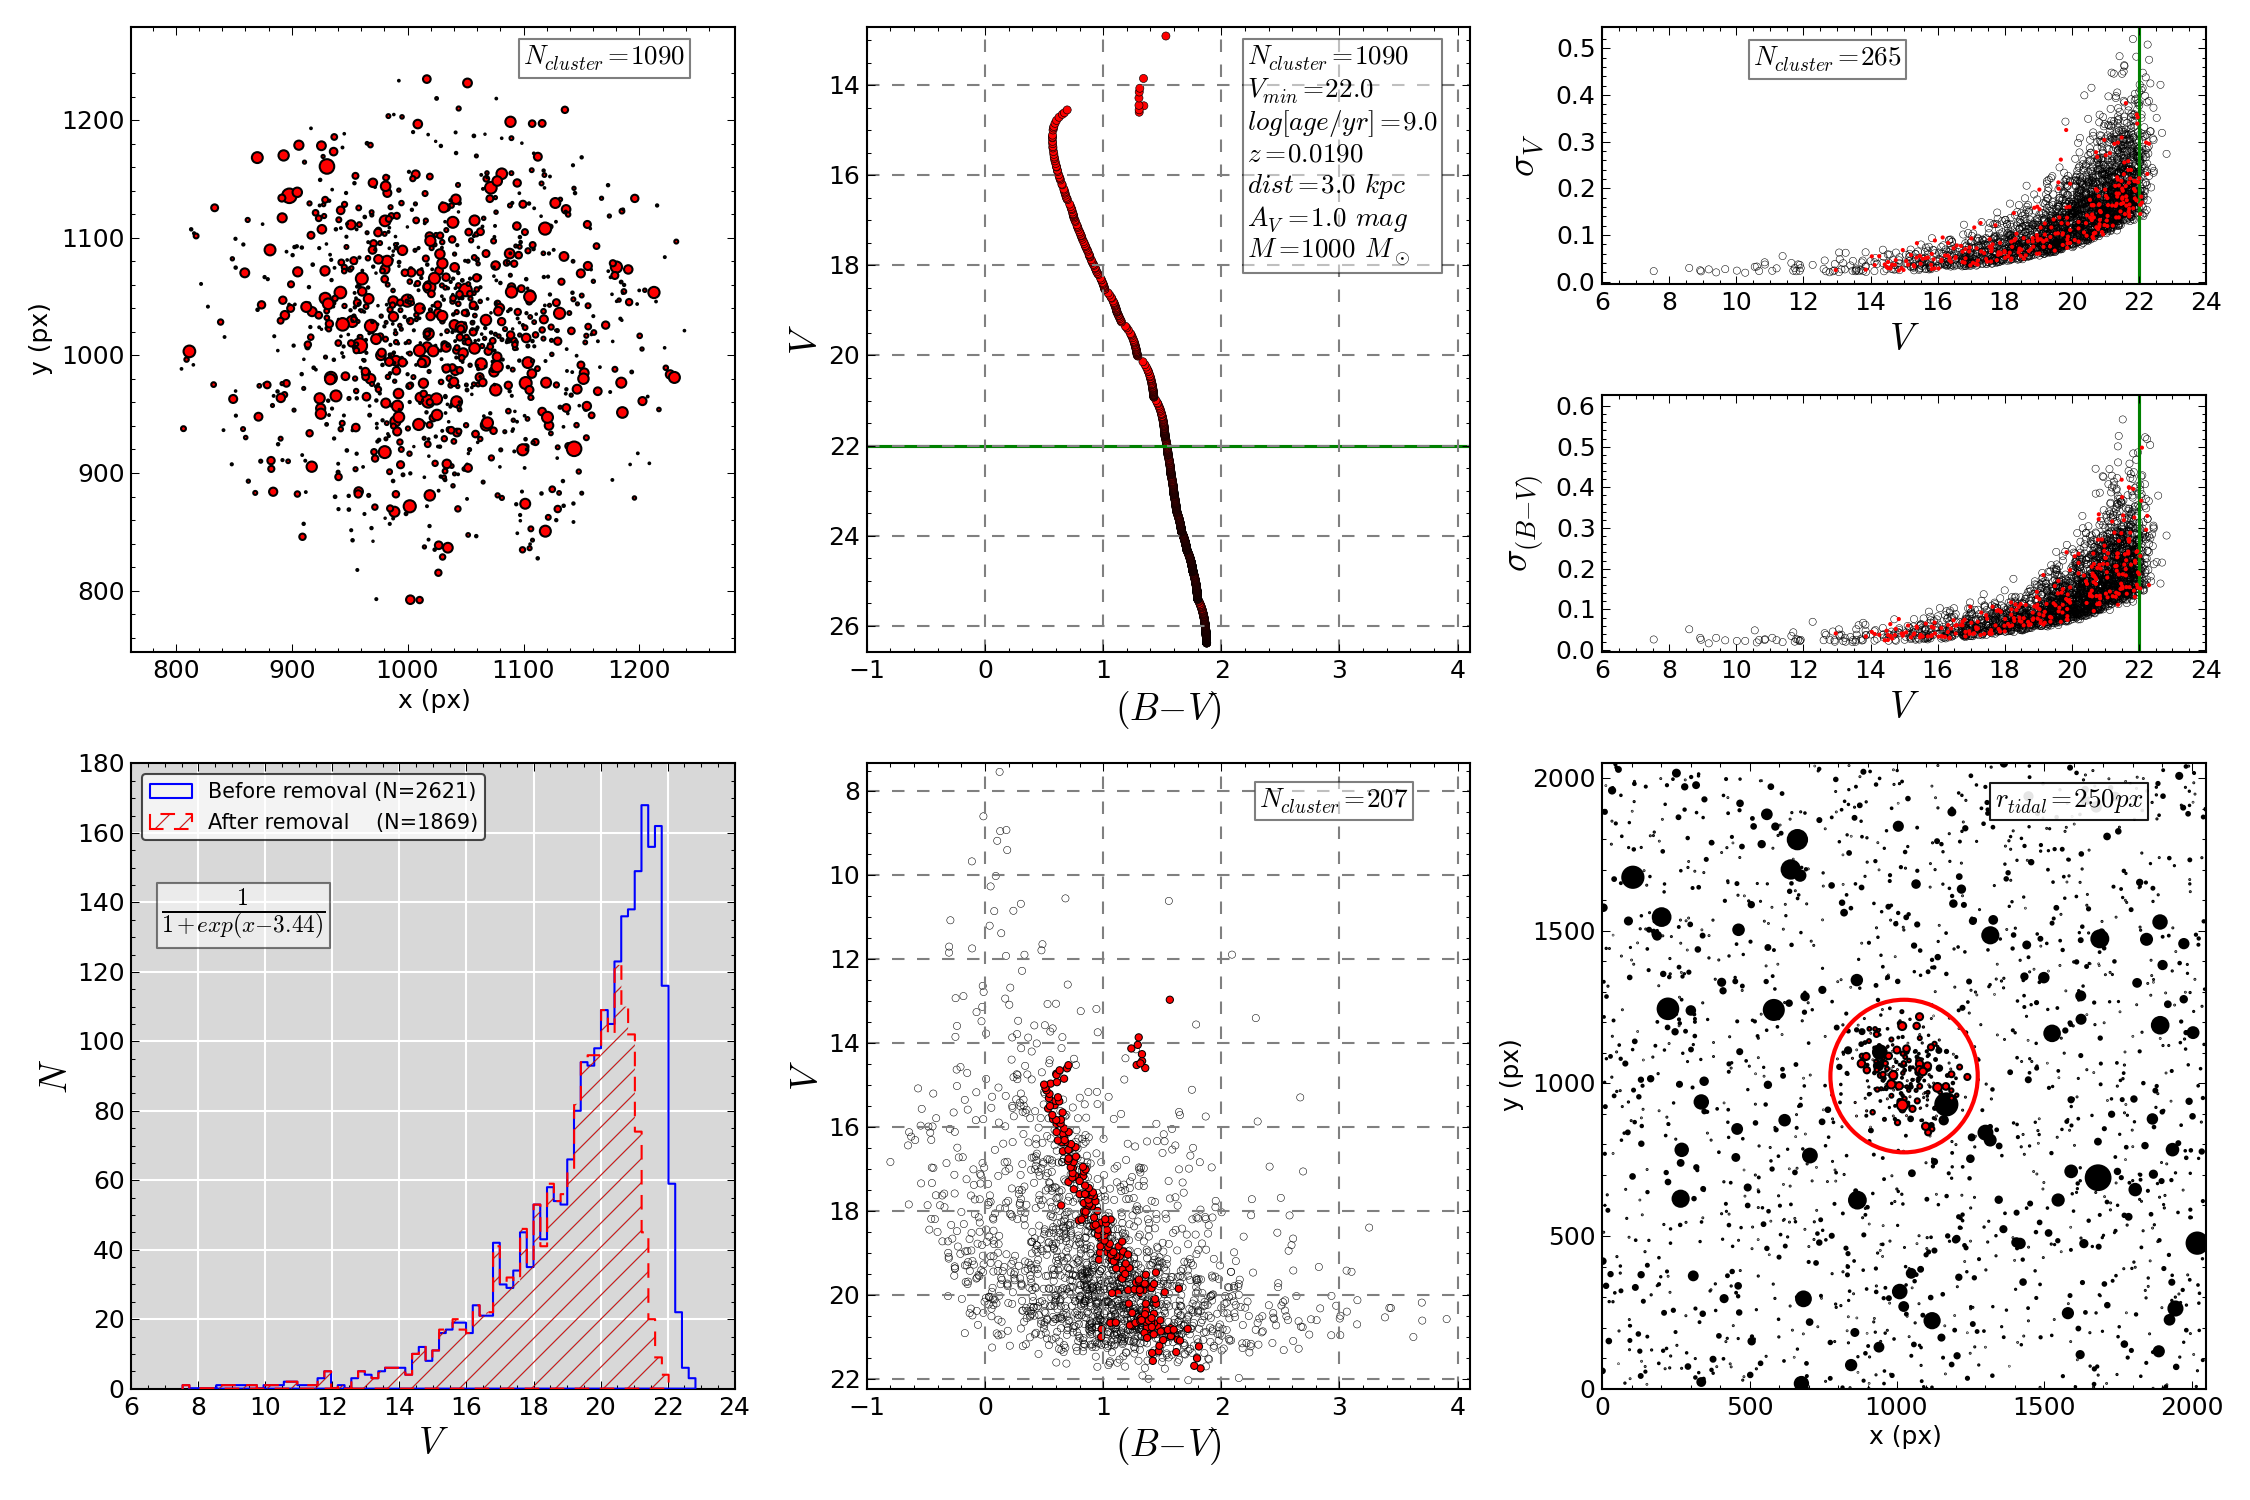 N_cluster=1090
1200
1100
1000
900
800
y (px)
800 900 1000 1100 1200
x (px)
N_cluster=1090
V_min=22.0
log[age/yr]=9.0
z=0.0190
dist=3.0 kpc
A_V=1.0 mag
M=1000 M_⊙
14
16
18
20
22
24
26
V
−1 0 1 2 3 4
(B−V)
N_cluster=265
0.5
0.4
0.3
0.2
0.1
0.0
σ_V
6 8 10 12 14 16 18 20 22 24
V
0.6
0.5
0.4
0.3
0.2
0.1
0.0
σ_(B−V)
6 8 10 12 14 16 18 20 22 24
V
Before removal (N=2621)
After removal (N=1869)
1
1+exp(x−3.44)
180
160
140
120
100
80
60
40
20
0
N
6 8 10 12 14 16 18 20 22 24
V
N_cluster=207
8
10
12
14
16
18
20
22
V
−1 0 1 2 3 4
(B−V)
r_tidal=250px
2000
1500
1000
500
0
y (px)
0 500 1000 1500 2000
x (px)